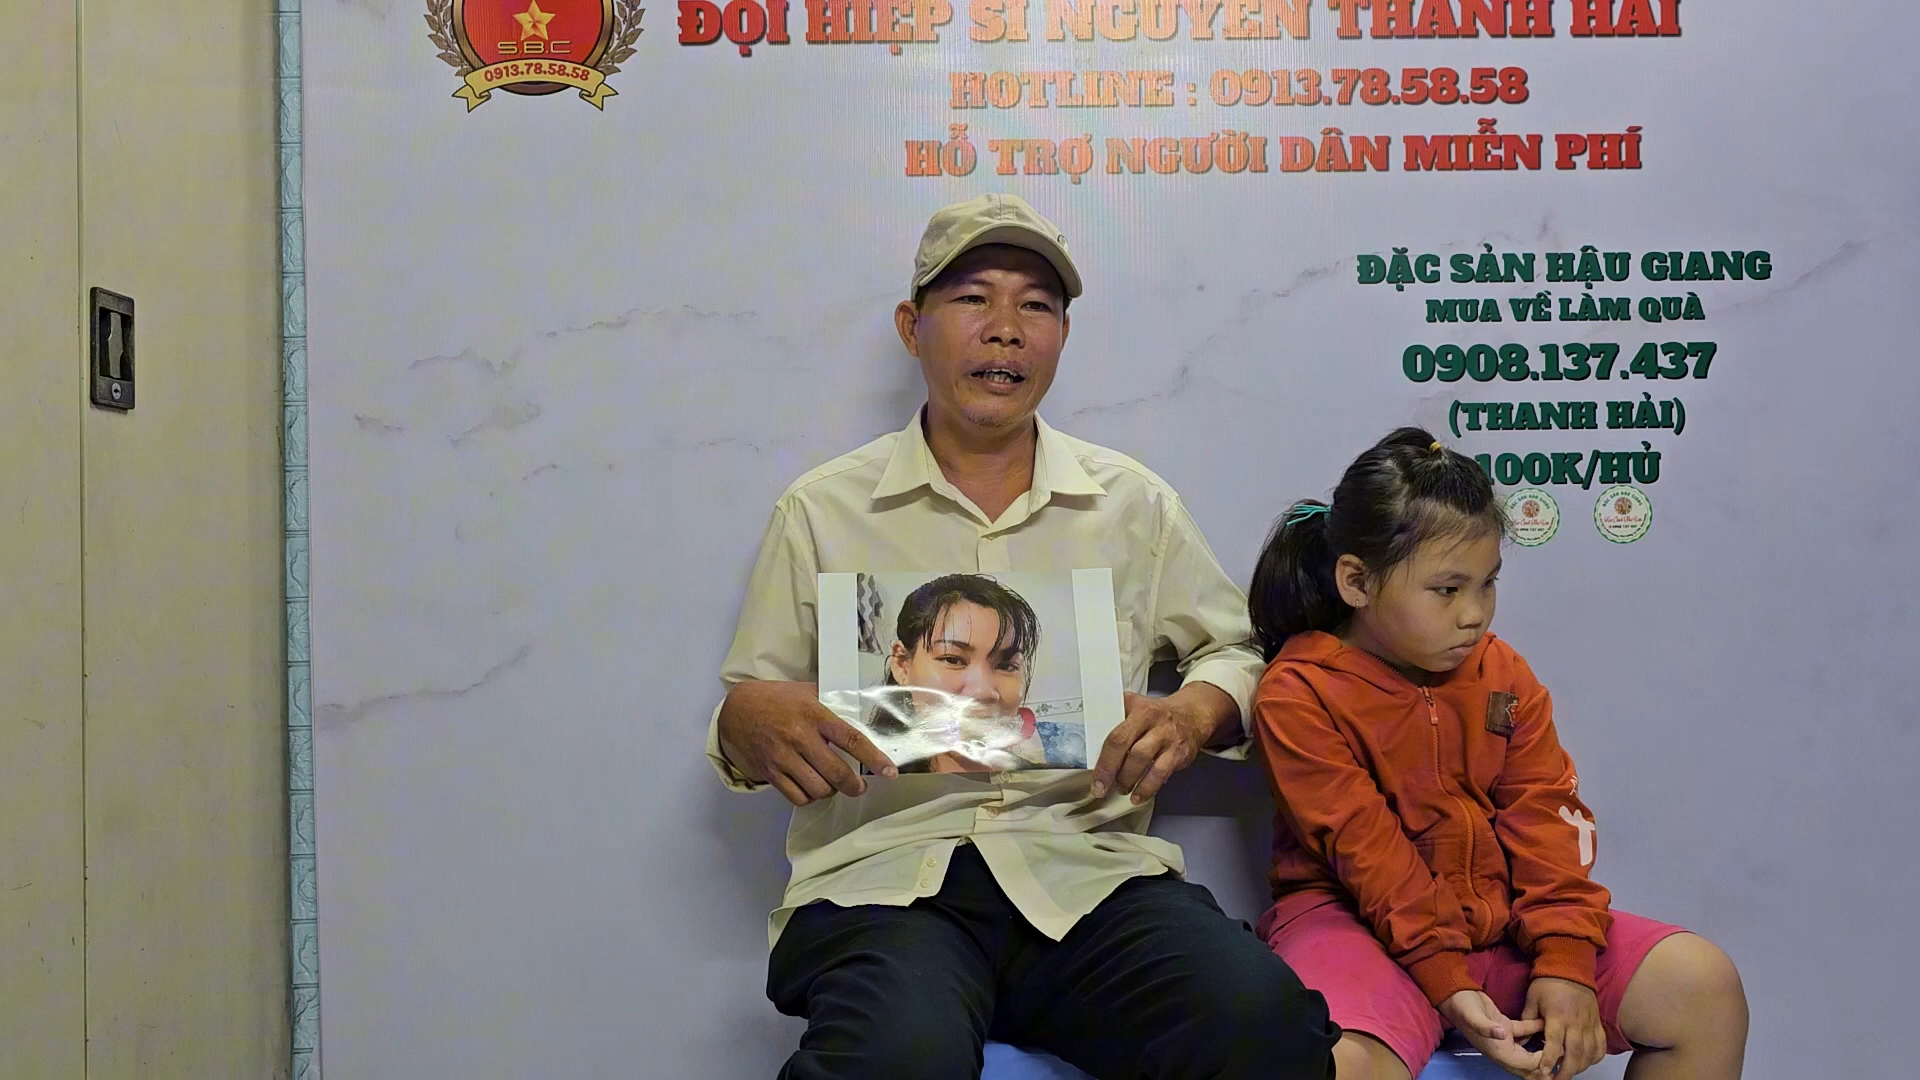 S.B.C
0913.78.58.58
ĐỘI HIỆP SĨ NGUYỄN THANH HẢI
HOTLINE : 0913.78.58.58
HỖ TRỢ NGƯỜI DÂN MIỄN PHÍ
ĐẶC SẢN HẬU GIANG
MUA VỀ LÀM QUÀ
0908.137.437
(THANH HẢI)
100K/HỦ